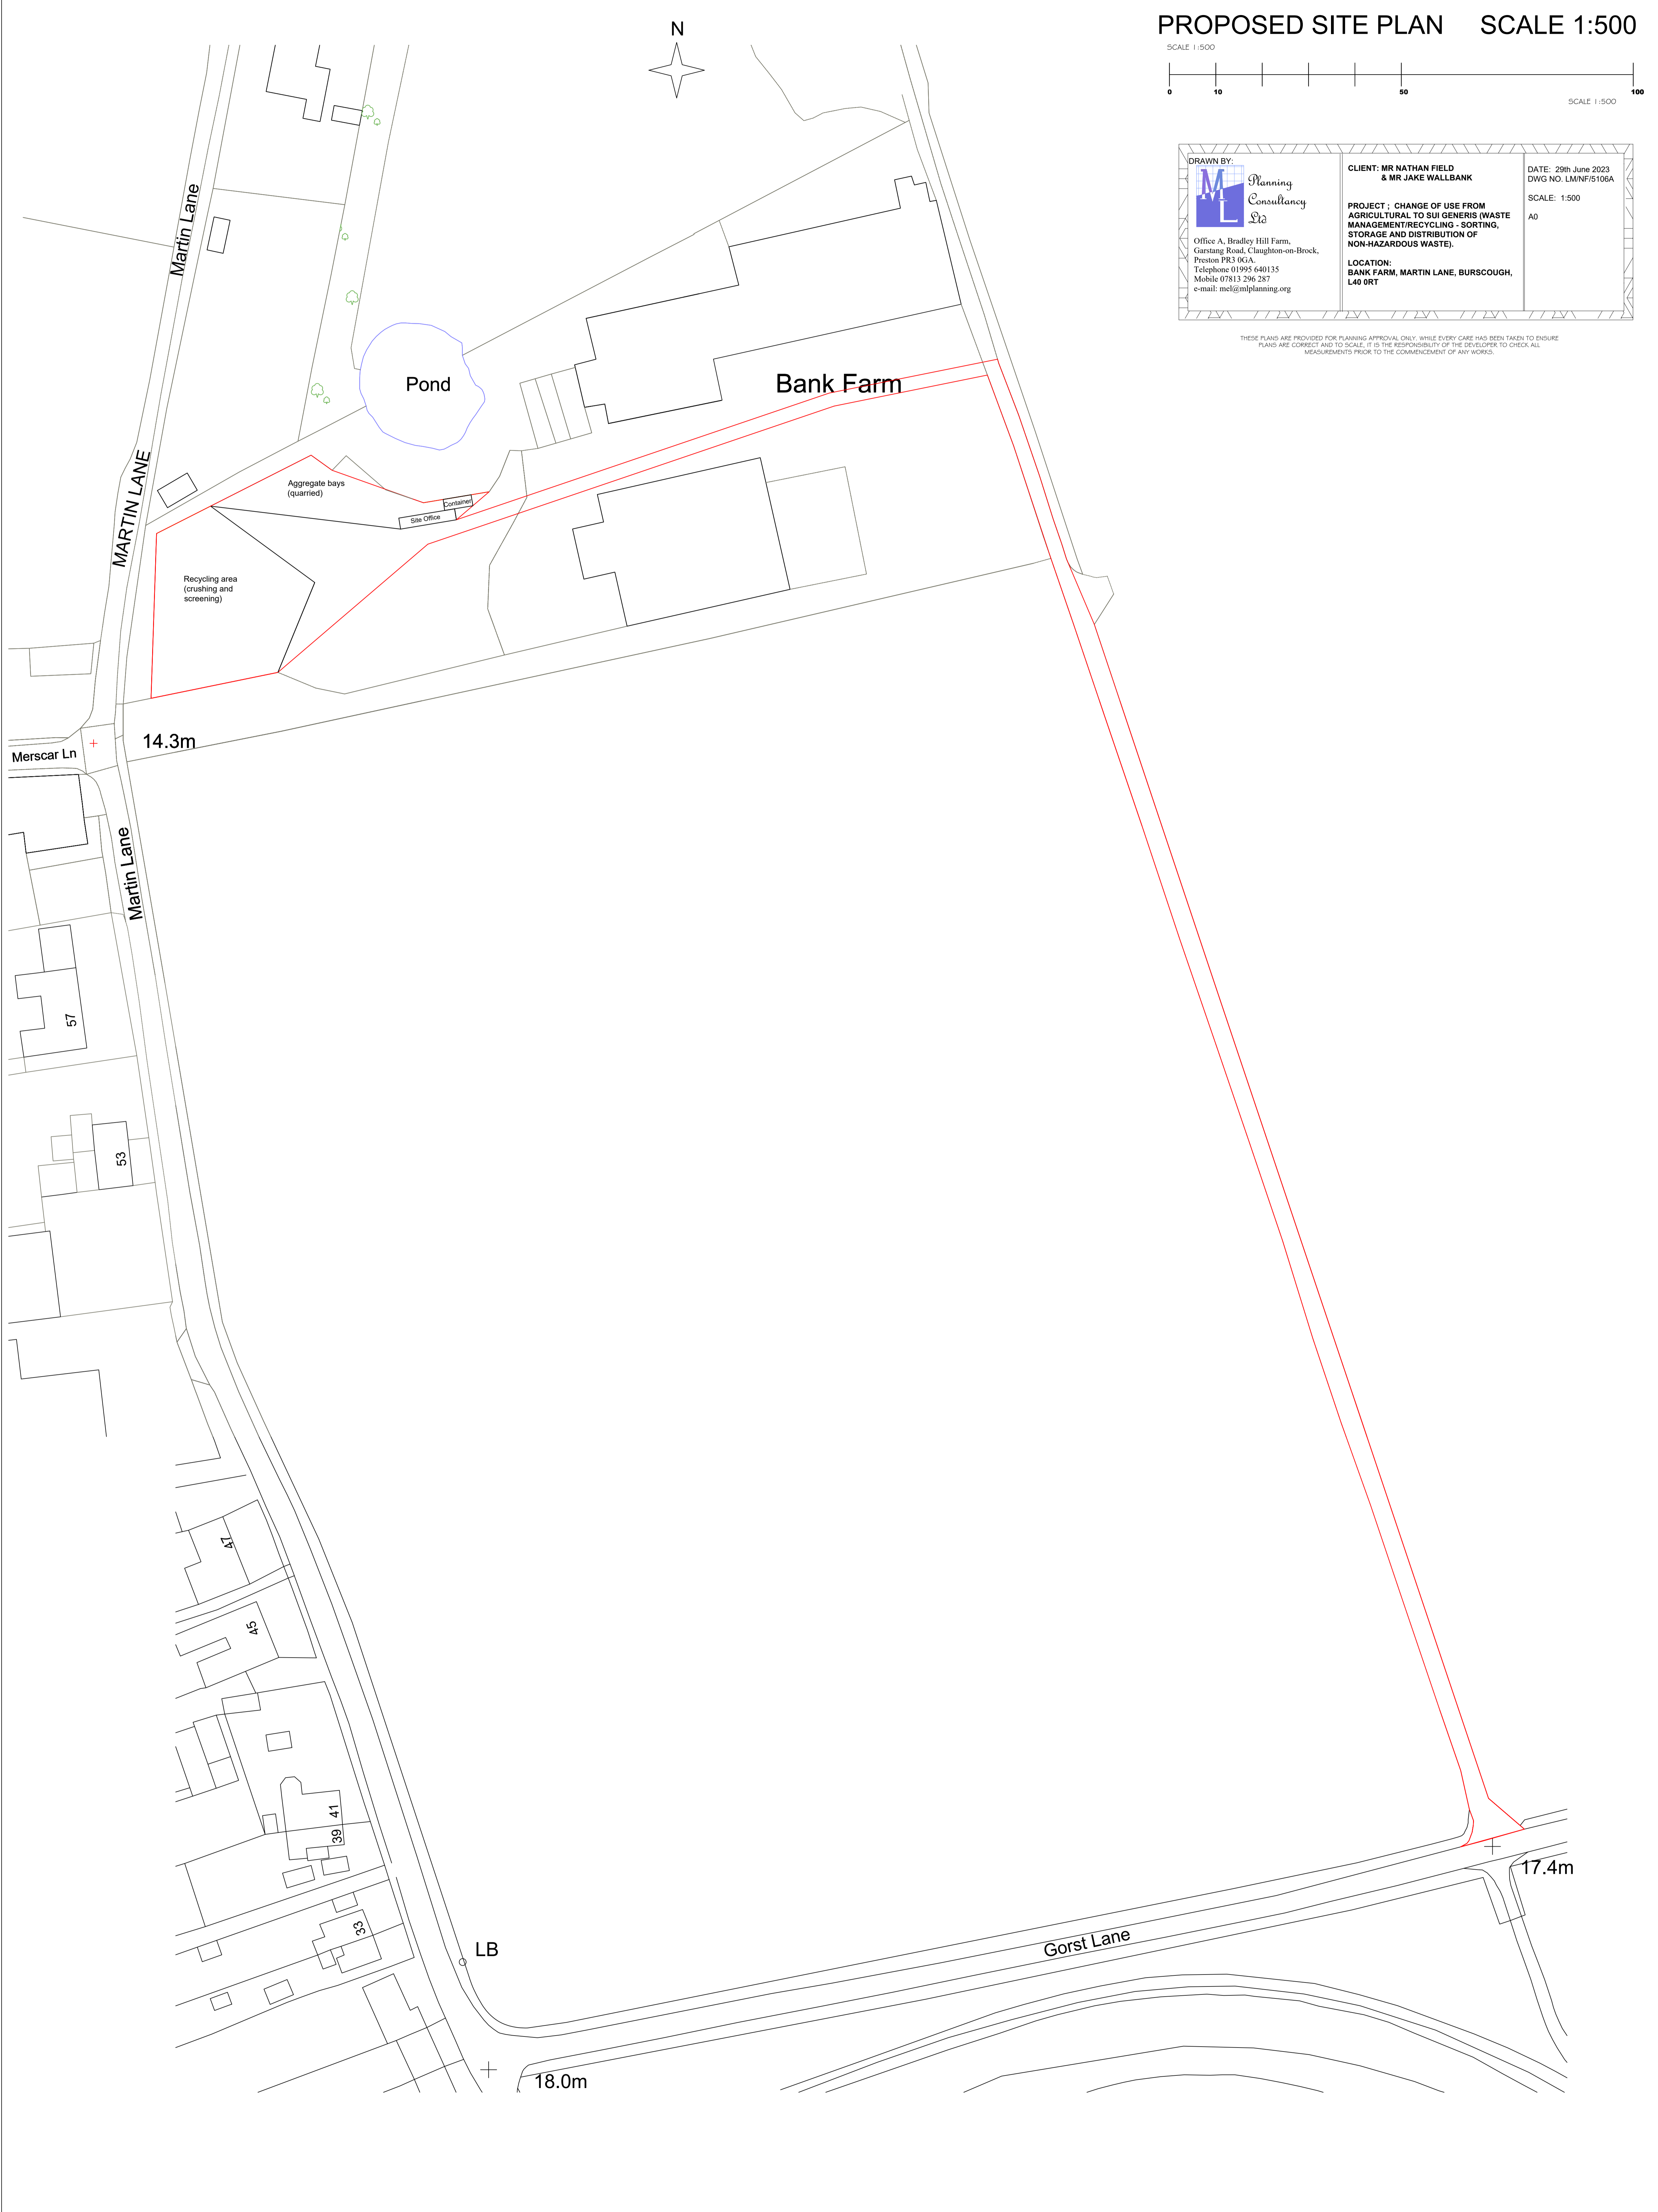 PROPOSED SITE PLAN SCALE 1:500
SCALE 1:500
0 10 50 100
SCALE 1:500
DRAWN BY:
ML
Planning
Consultancy
Ltd
Office A, Bradley Hill Farm,
Garstang Road, Claughton-on-Brock,
Preston PR3 0GA.
Telephone 01995 640135
Mobile 07813 296 287
e-mail: mel@mlplanning.org
CLIENT: MR NATHAN FIELD
& MR JAKE WALLBANK
PROJECT ; CHANGE OF USE FROM
AGRICULTURAL TO SUI GENERIS (WASTE
MANAGEMENT/RECYCLING - SORTING,
STORAGE AND DISTRIBUTION OF
NON-HAZARDOUS WASTE).
LOCATION:
BANK FARM, MARTIN LANE, BURSCOUGH,
L40 0RT
DATE: 29th June 2023
DWG NO. LM/NF/5106A
SCALE: 1:500
A0
THESE PLANS ARE PROVIDED FOR PLANNING APPROVAL ONLY. WHILE EVERY CARE HAS BEEN TAKEN TO ENSURE
PLANS ARE CORRECT AND TO SCALE, IT IS THE RESPONSIBILITY OF THE DEVELOPER TO CHECK ALL
MEASUREMENTS PRIOR TO THE COMMENCEMENT OF ANY WORKS.
N
Martin Lane
Pond
Bank Farm
MARTIN LANE
Aggregate bays
(quarried)
Container
Site Office
Recycling area
(crushing and
screening)
14.3m
Merscar Ln
Martin Lane
57
53
47
45
41
39
33
LB
Gorst Lane
17.4m
18.0m